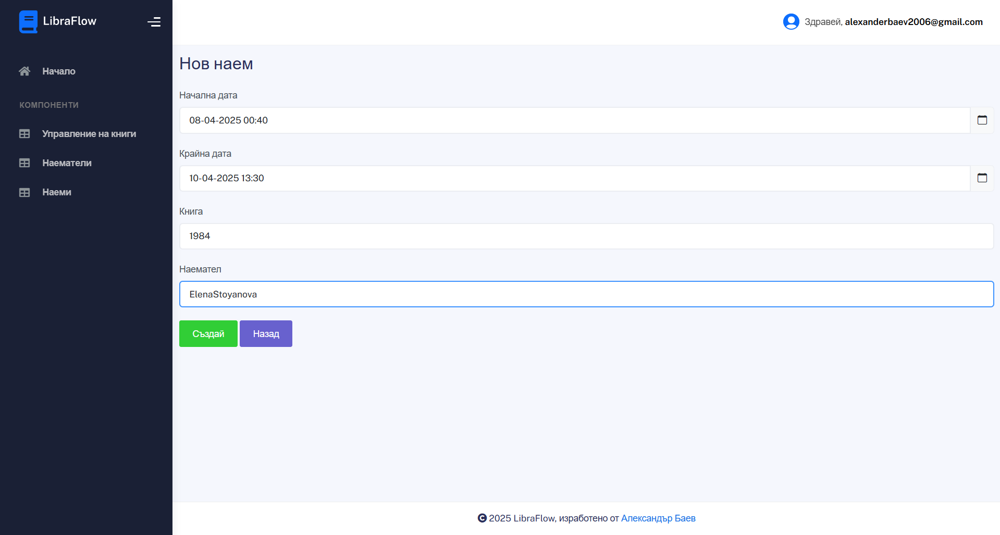 LibraFlow
Здравей, alexanderbaev2006@gmail.com
Начало
КОМПОНЕНТИ
Управление на книги
Наематели
Наеми
Нов наем
Начална дата
08-04-2025 00:40
Крайна дата
10-04-2025 13:30
Книга
1984
Наемател
ElenaStoyanova
Създай
Назад
© 2025 LibraFlow, изработено от Александър Баев